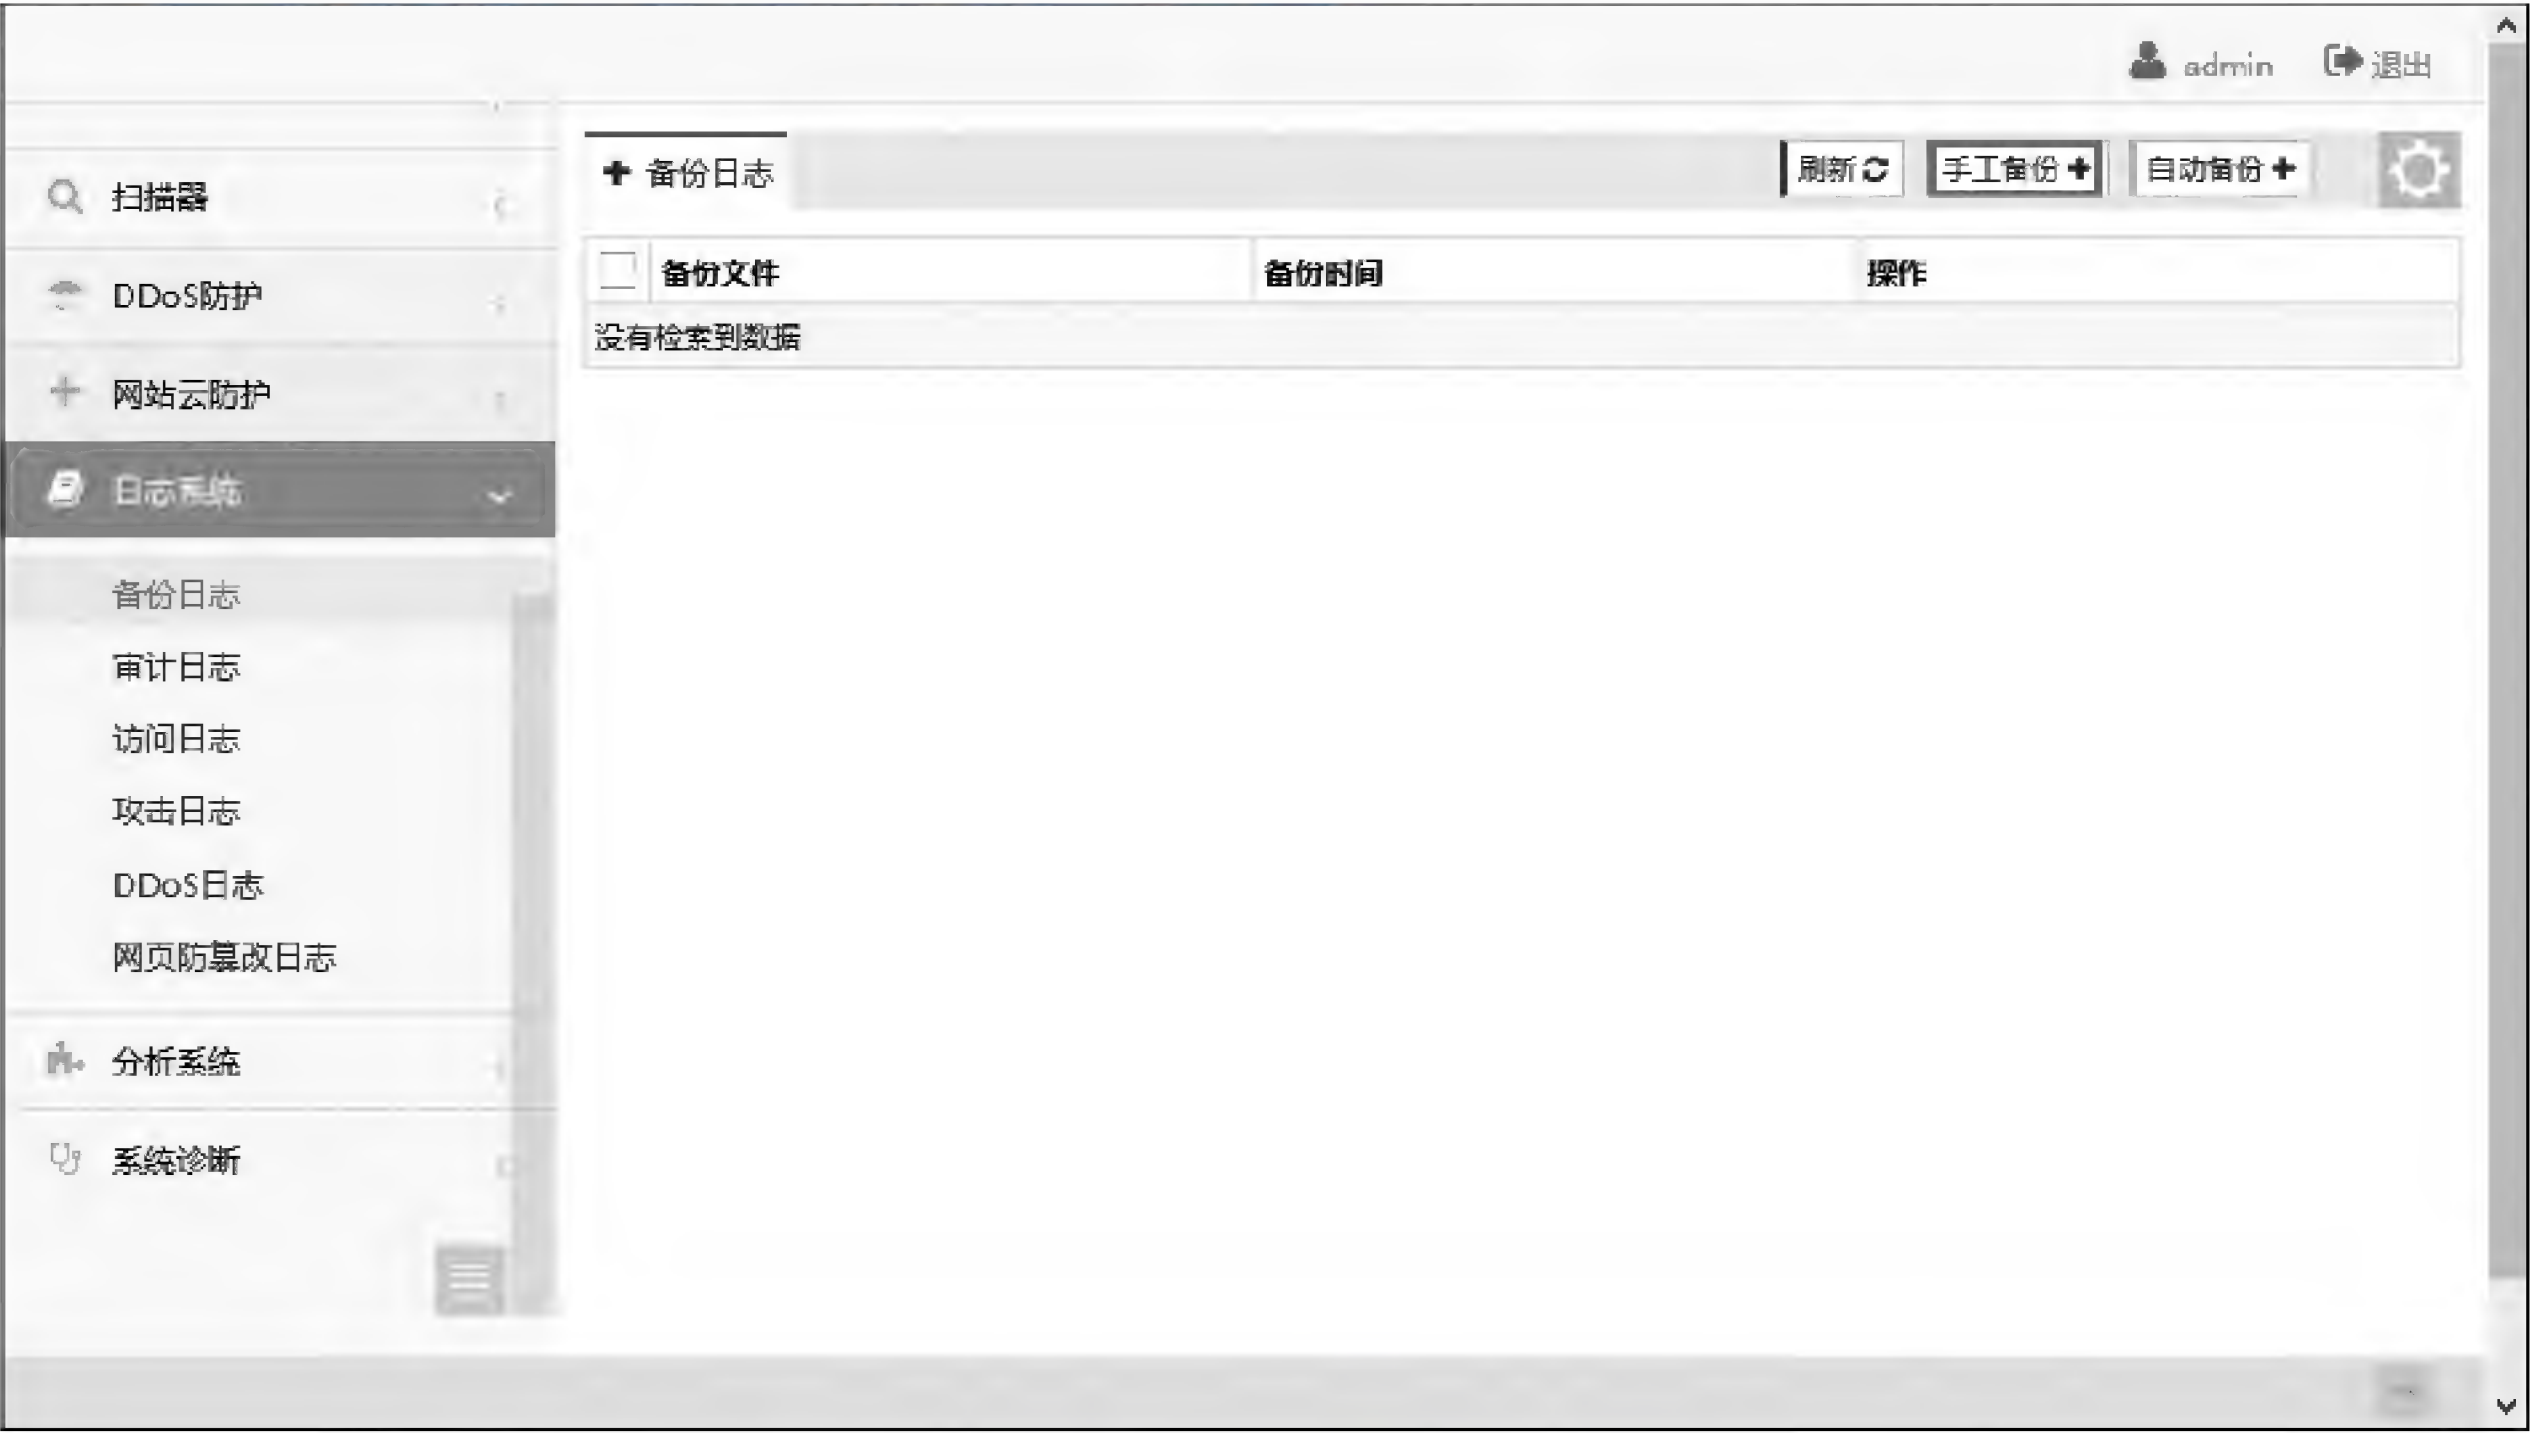 admin 退出
备份日志 刷新 手工备份 自动备份
扫描器
DDoS防护
网站云防护
日志系统
备份日志
审计日志
访问日志
攻击日志
DDoS日志
网页防篡改日志
分析系统
系统诊断
备份文件 备份时间 操作
没有检索到数据